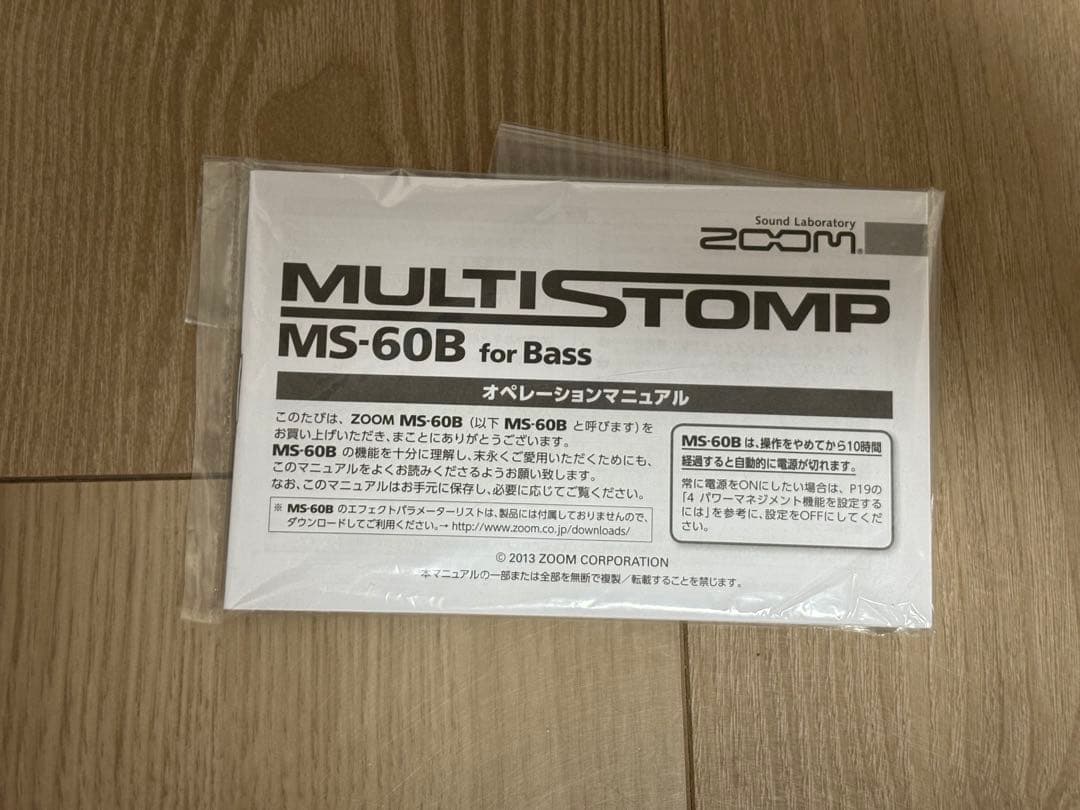 Sound Laboratory
ZOOM®
MULTISTOMP
MS-60B for Bass
オペレーションマニュアル
このたびは、ZOOM MS-60B（以下 MS-60B と呼びます）を
お買い上げいただき、まことにありがとうございます。
MS-60B の機能を十分に理解し、末永くご愛用いただくためにも、
このマニュアルをよくお読みくださるようお願い致します。
なお、このマニュアルはお手元に保存し、必要に応じてご覧ください。
※ MS-60B のエフェクトパラメーターリストは、製品には付属しておりませんので、
ダウンロードしてご利用ください。→ http://www.zoom.co.jp/downloads/
MS-60B は、操作をやめてから10時間
経過すると自動的に電源が切れます。
常に電源をONにしたい場合は、P19の
「4 パワーマネジメント機能を設定する
には」を参考に、設定をOFFにしてくだ
さい。
© 2013 ZOOM CORPORATION
本マニュアルの一部または全部を無断で複製／転載することを禁じます。